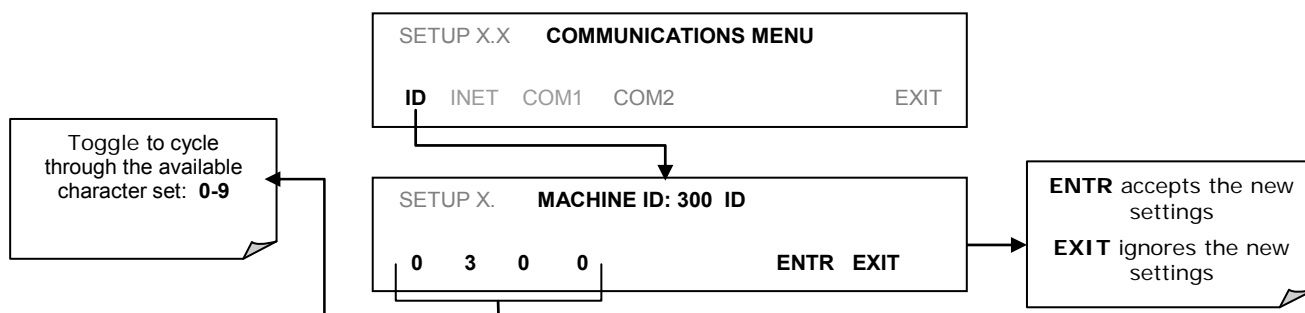 SETUP X.X COMMUNICATIONS MENU
ID INET COM1 COM2 EXIT
Toggle to cycle
through the available
character set: 0-9
SETUP X. MACHINE ID: 300 ID
0 3 0 0 ENTR EXIT
ENTR accepts the new
settings
EXIT ignores the new
settings